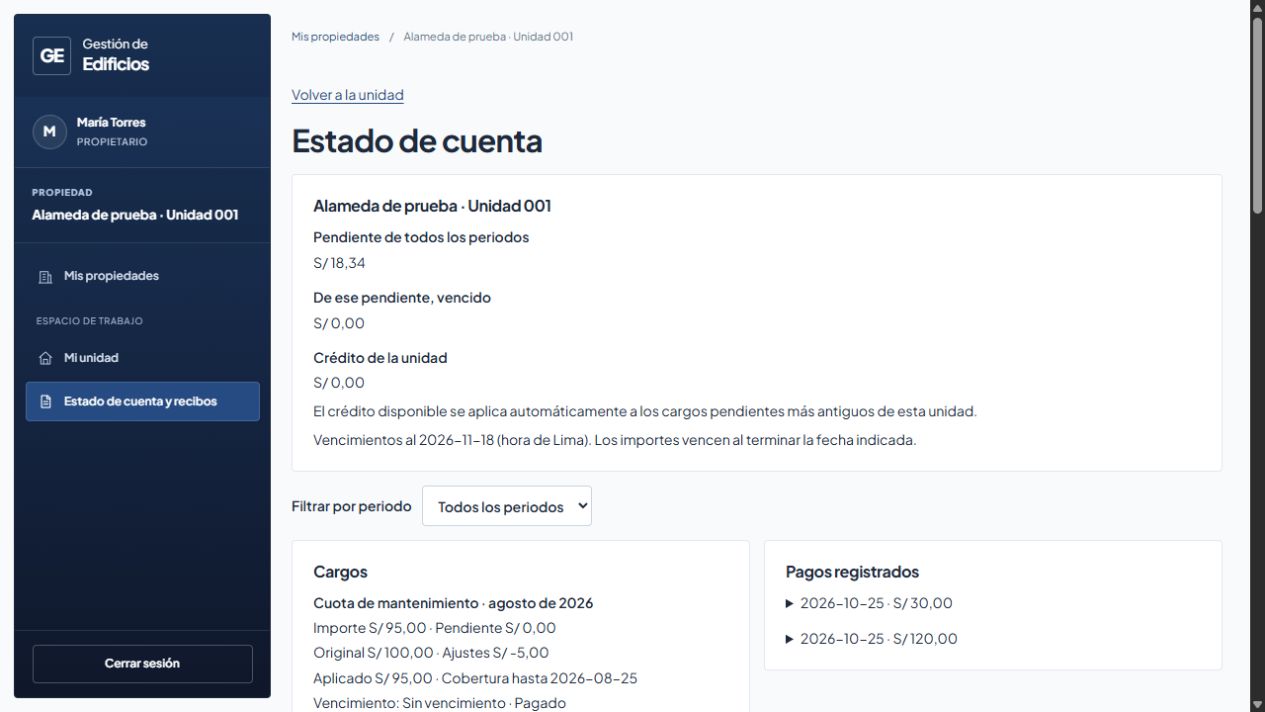 GE
Gestión de
Edificios
M
María Torres
PROPIETARIO
PROPIEDAD
Alameda de prueba · Unidad 001
Mis propiedades
ESPACIO DE TRABAJO
Mi unidad
Estado de cuenta y recibos
Cerrar sesión
Mis propiedades / Alameda de prueba · Unidad 001
Volver a la unidad
Estado de cuenta
Alameda de prueba · Unidad 001
Pendiente de todos los periodos
S/ 18,34
De ese pendiente, vencido
S/ 0,00
Crédito de la unidad
S/ 0,00
El crédito disponible se aplica automáticamente a los cargos pendientes más antiguos de esta unidad.
Vencimientos al 2026-11-18 (hora de Lima). Los importes vencen al terminar la fecha indicada.
Filtrar por periodo
Todos los periodos
Cargos
Cuota de mantenimiento · agosto de 2026
Importe S/ 95,00 · Pendiente S/ 0,00
Original S/ 100,00 · Ajustes S/ -5,00
Aplicado S/ 95,00 · Cobertura hasta 2026-08-25
Vencimiento: Sin vencimiento · Pagado
Pagos registrados
2026-10-25 · S/ 30,00
2026-10-25 · S/ 120,00